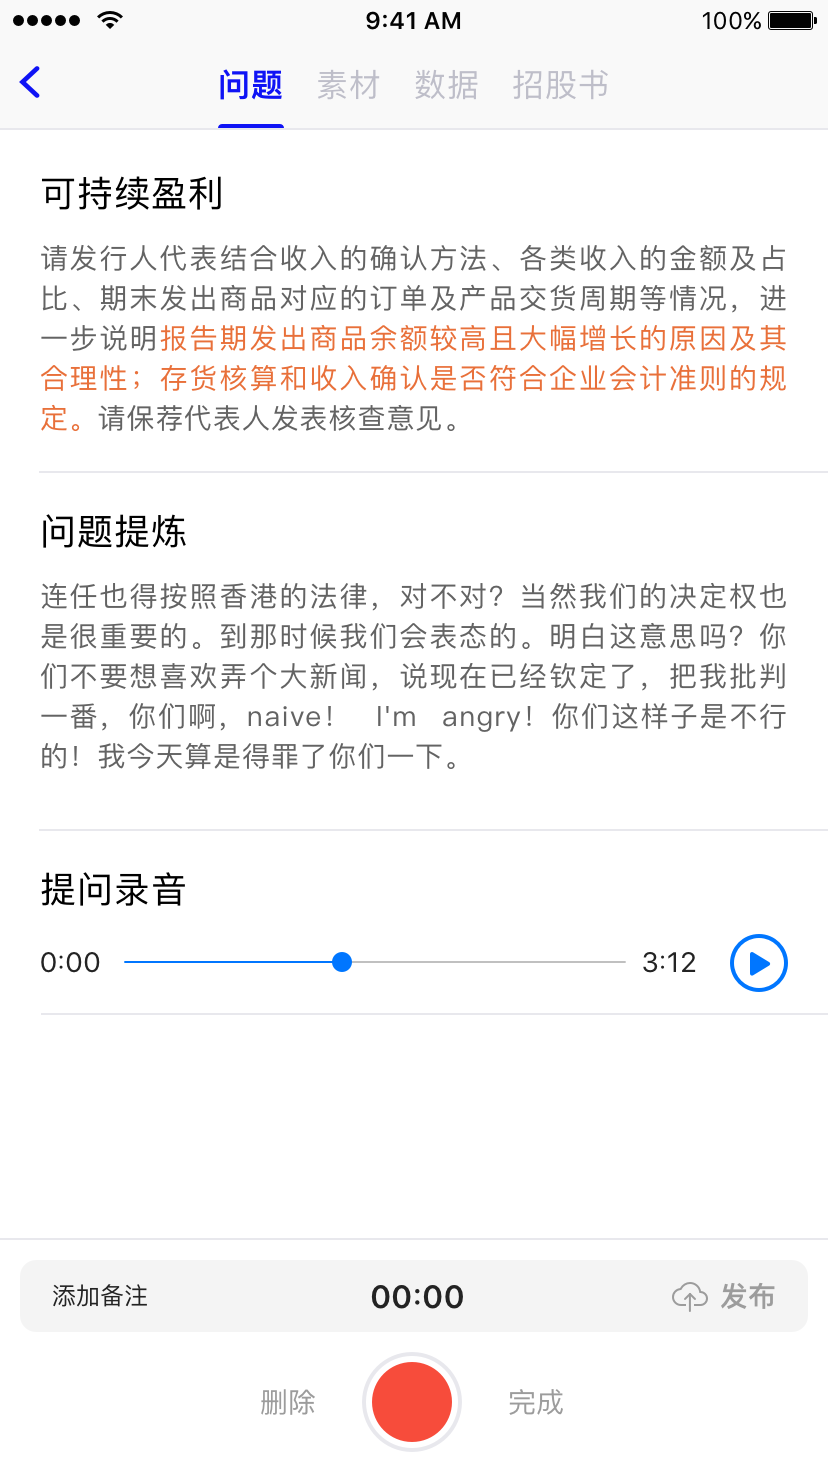 9:41 AM 100%
问题 素材 数据 招股书
可持续盈利
请发行人代表结合收入的确认方法、各类收入的金额及占
比、期末发出商品对应的订单及产品交货周期等情况，进
一步说明报告期发出商品余额较高且大幅增长的原因及其
合理性；存货核算和收入确认是否符合企业会计准则的规
定。请保荐代表人发表核查意见。
问题提炼
连任也得按照香港的法律，对不对？当然我们的决定权也
是很重要的。到那时候我们会表态的。明白这意思吗？你
们不要想喜欢弄个大新闻，说现在已经钦定了，把我批判
一番，你们啊，naive！ I'm angry！你们这样子是不行
的！我今天算是得罪了你们一下。
提问录音
0:00 3:12
添加备注 00:00 发布
删除 完成